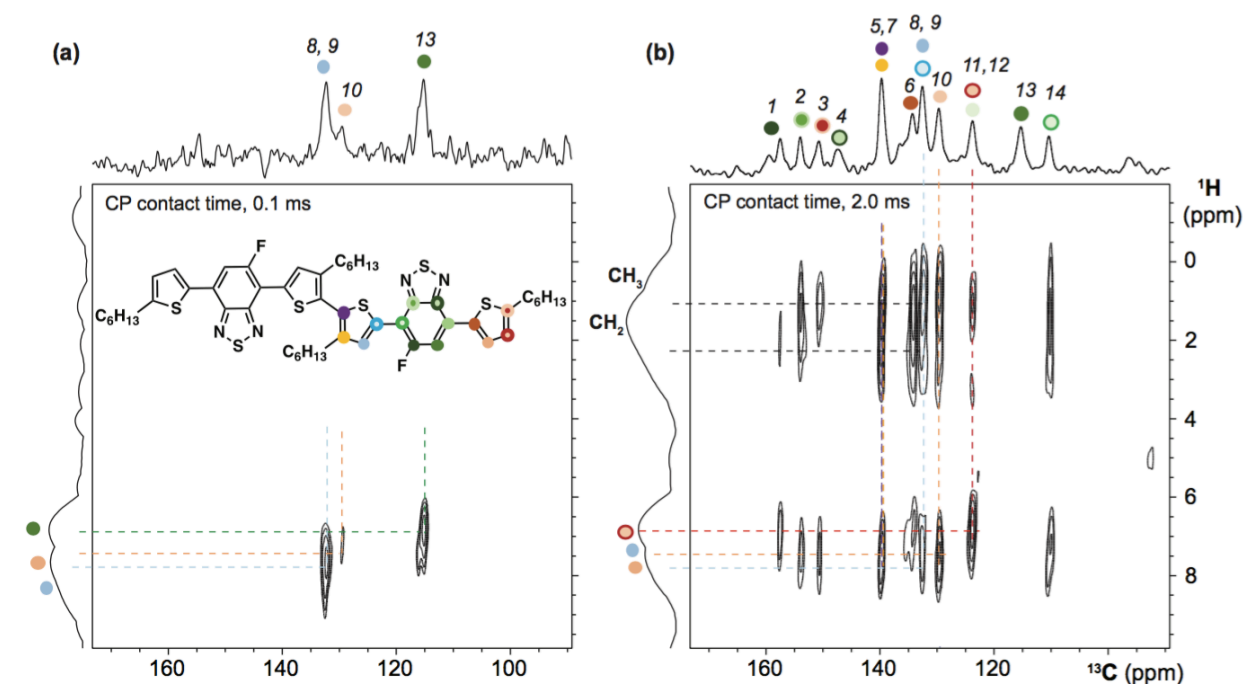 (a)
8, 9
10
13
160
140
120
100
CP contact time, 0.1 ms
F
C₆H₁₃
S
C₆H₁₃
N N
S
S
C₆H₁₃
F
N N
S
S
C₆H₁₃
(b)
1
2
3
4
5,7
6
8, 9
10
11,12
13
14
CP contact time, 2.0 ms
CH₃
CH₂
¹H
(ppm)
0
2
4
6
8
160
140
120
¹³C (ppm)